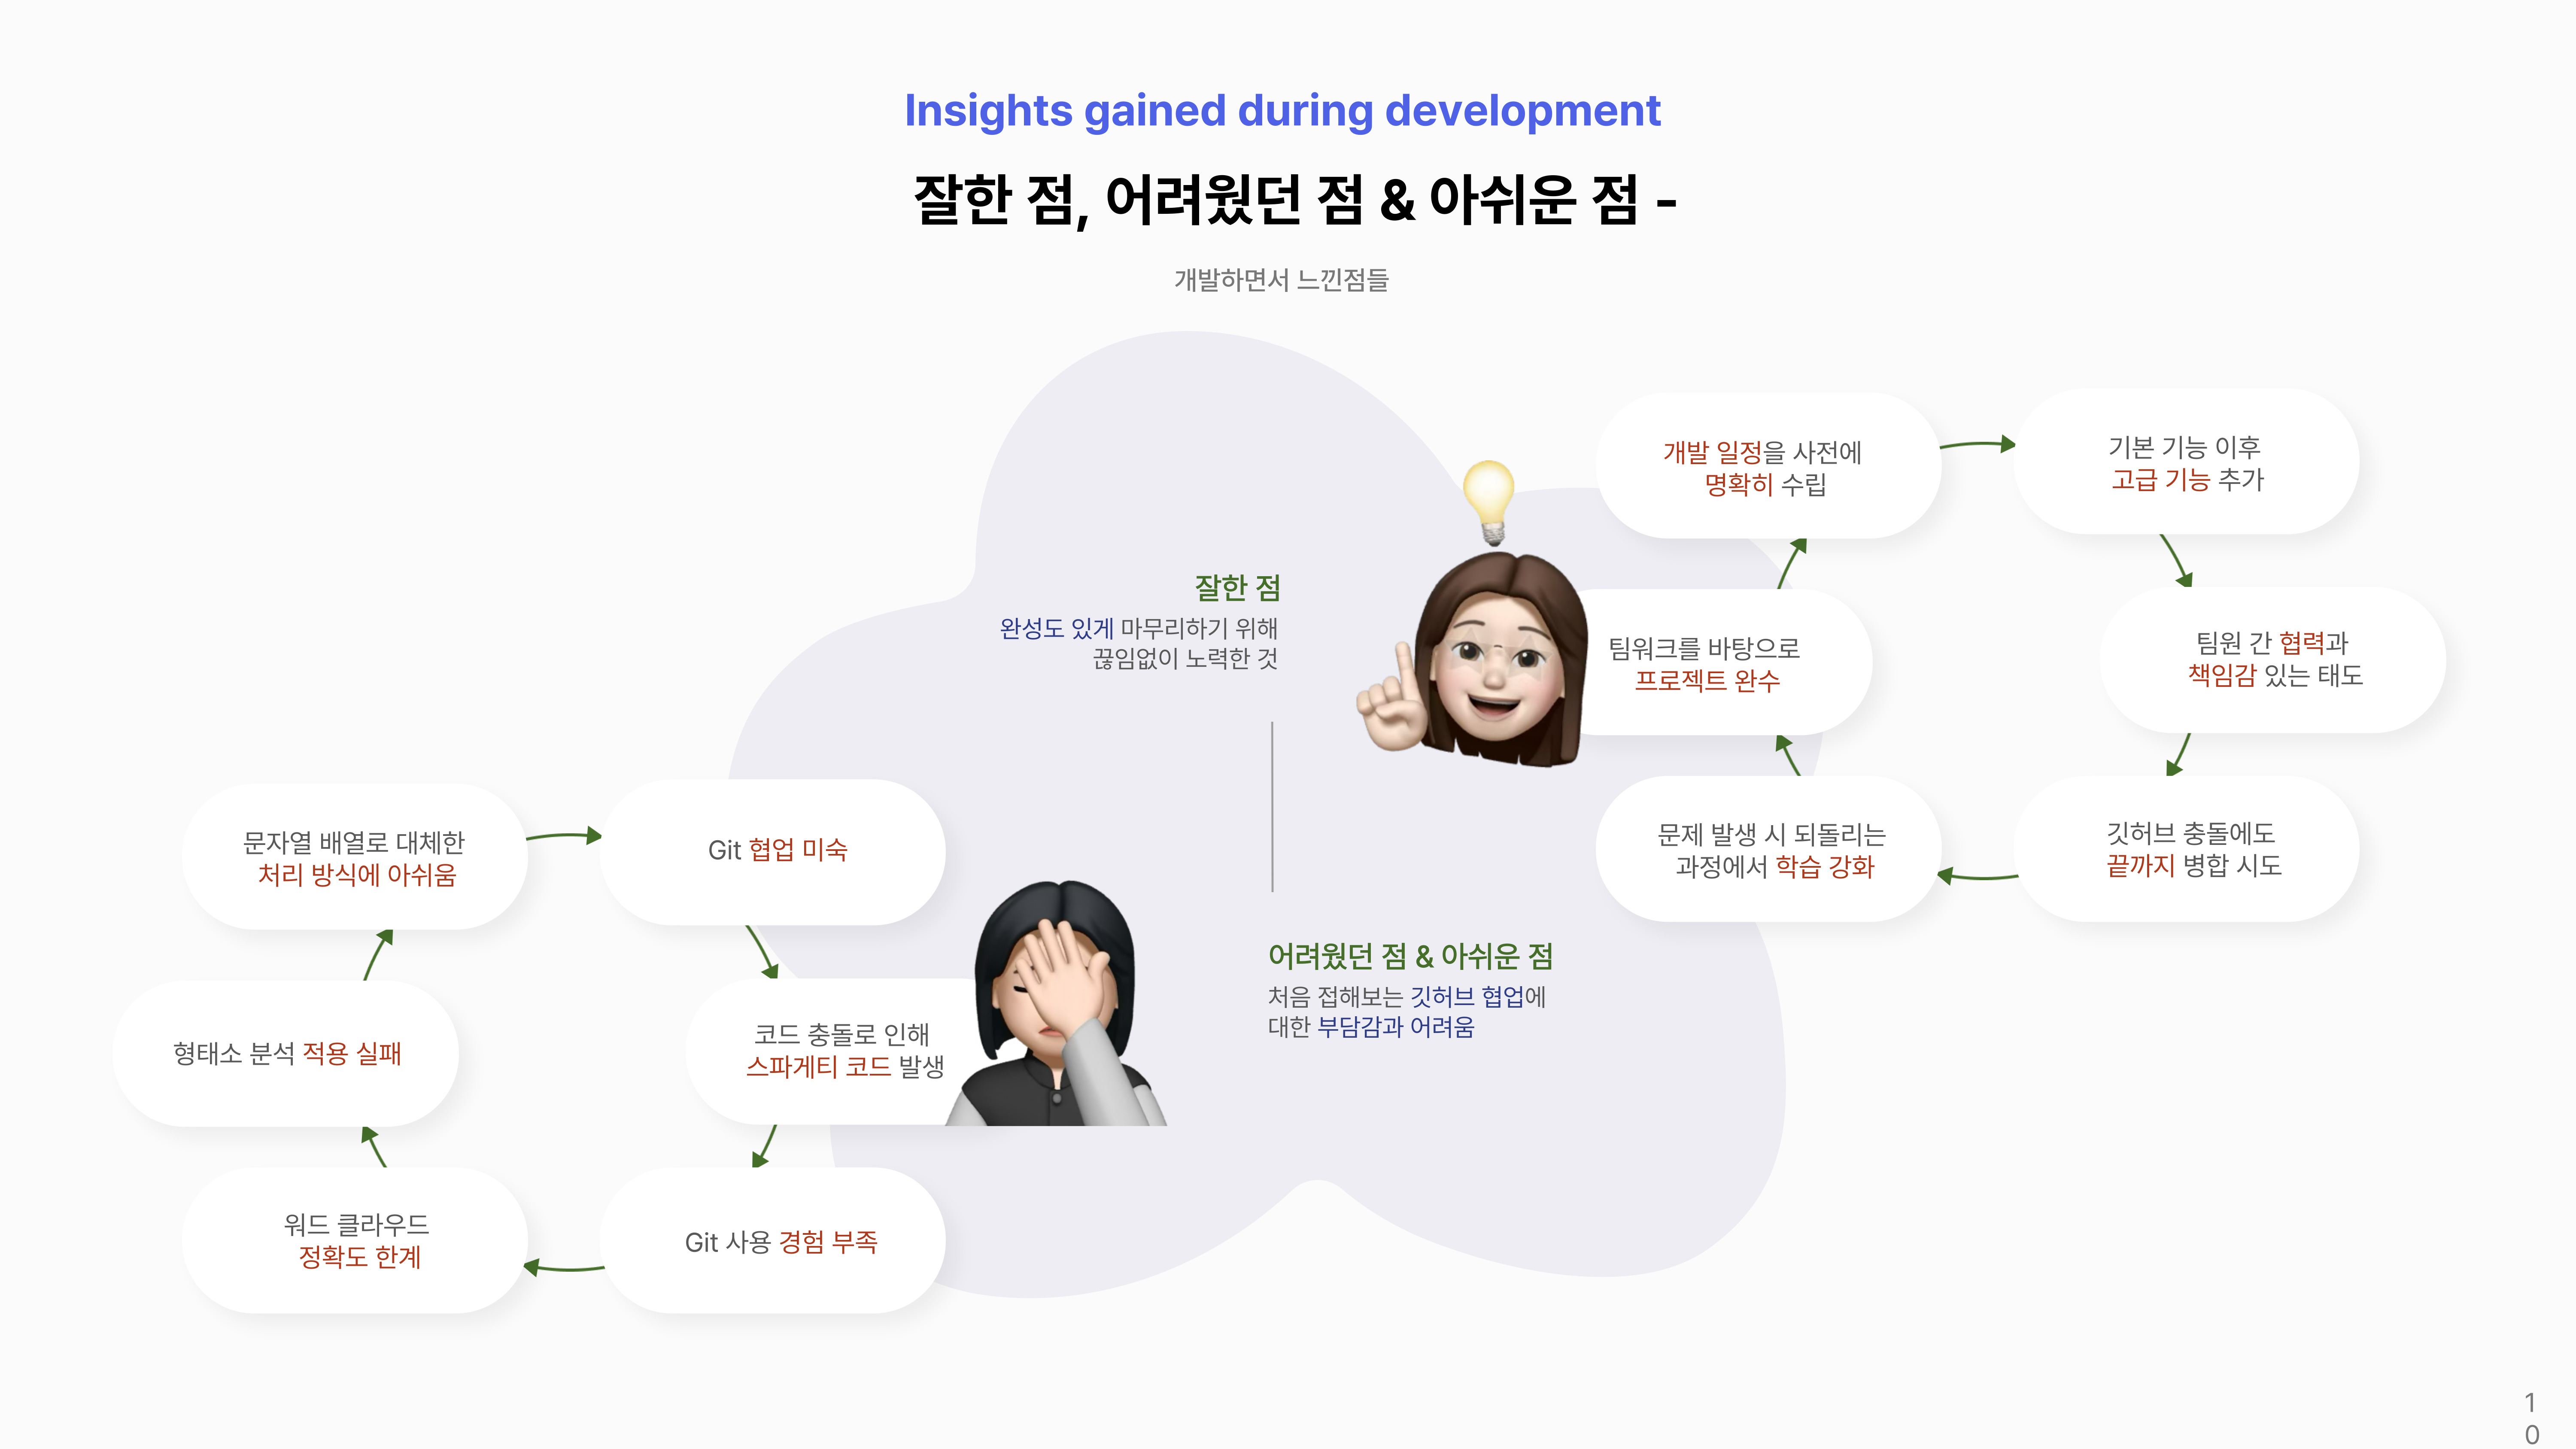 Insights gained during development
잘한 점, 어려웠던 점 & 아쉬운 점 -
개발하면서 느낀점들
잘한 점
완성도 있게 마무리하기 위해
끊임없이 노력한 것
개발 일정을 사전에
명확히 수립
기본 기능 이후
고급 기능 추가
팀원 간 협력과
책임감 있는 태도
깃허브 충돌에도
끝까지 병합 시도
문제 발생 시 되돌리는
과정에서 학습 강화
팀워크를 바탕으로
프로젝트 완수
어려웠던 점 & 아쉬운 점
처음 접해보는 깃허브 협업에
대한 부담감과 어려움
문자열 배열로 대체한
처리 방식에 아쉬움
Git 협업 미숙
코드 충돌로 인해
스파게티 코드 발생
Git 사용 경험 부족
워드 클라우드
정확도 한계
형태소 분석 적용 실패
1
0